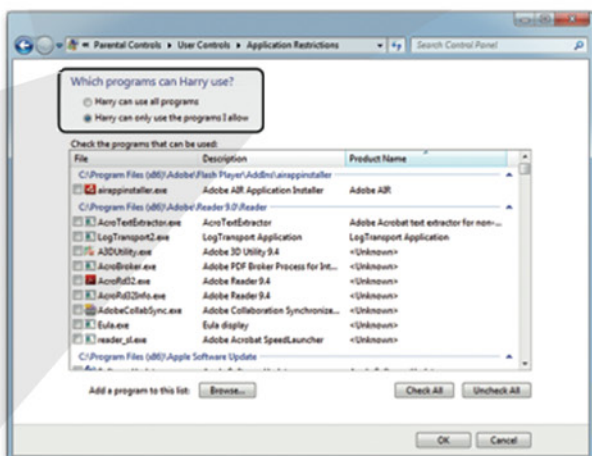 Parental Controls ▸ User Controls ▸ Application Restrictions
Search Control Panel
Which programs can Harry use?
Harry can use all programs
Harry can only use the programs I allow
Check the programs that can be used:
File Description Product Name
C:\Program Files (x86)\Adobe\Flash Player\AddIns\airappinstaller
airappinstaller.exe Adobe AIR Application Installer Adobe AIR
C:\Program Files (x86)\Adobe\Reader 9.0\Reader
AcroTextExtractor.exe AcroTextExtractor Adobe Acrobat text extractor for non-...
LogTransport2.exe LogTransport Application LogTransport Application
A3DUtility.exe Adobe 3D Utility 9.4 <Unknown>
AcroBroker.exe Adobe PDF Broker Process for Int... <Unknown>
AcroRd32.exe Adobe Reader 9.4 <Unknown>
AcroRd32Info.exe Adobe Reader 9.4 <Unknown>
AdobeCollabSync.exe Adobe Collaboration Synchronize... <Unknown>
Eula.exe Eula display <Unknown>
reader_sl.exe Adobe Acrobat SpeedLauncher <Unknown>
C:\Program Files (x86)\Apple Software Update
Add a program to this list: Browse... Check All Uncheck All
OK Cancel